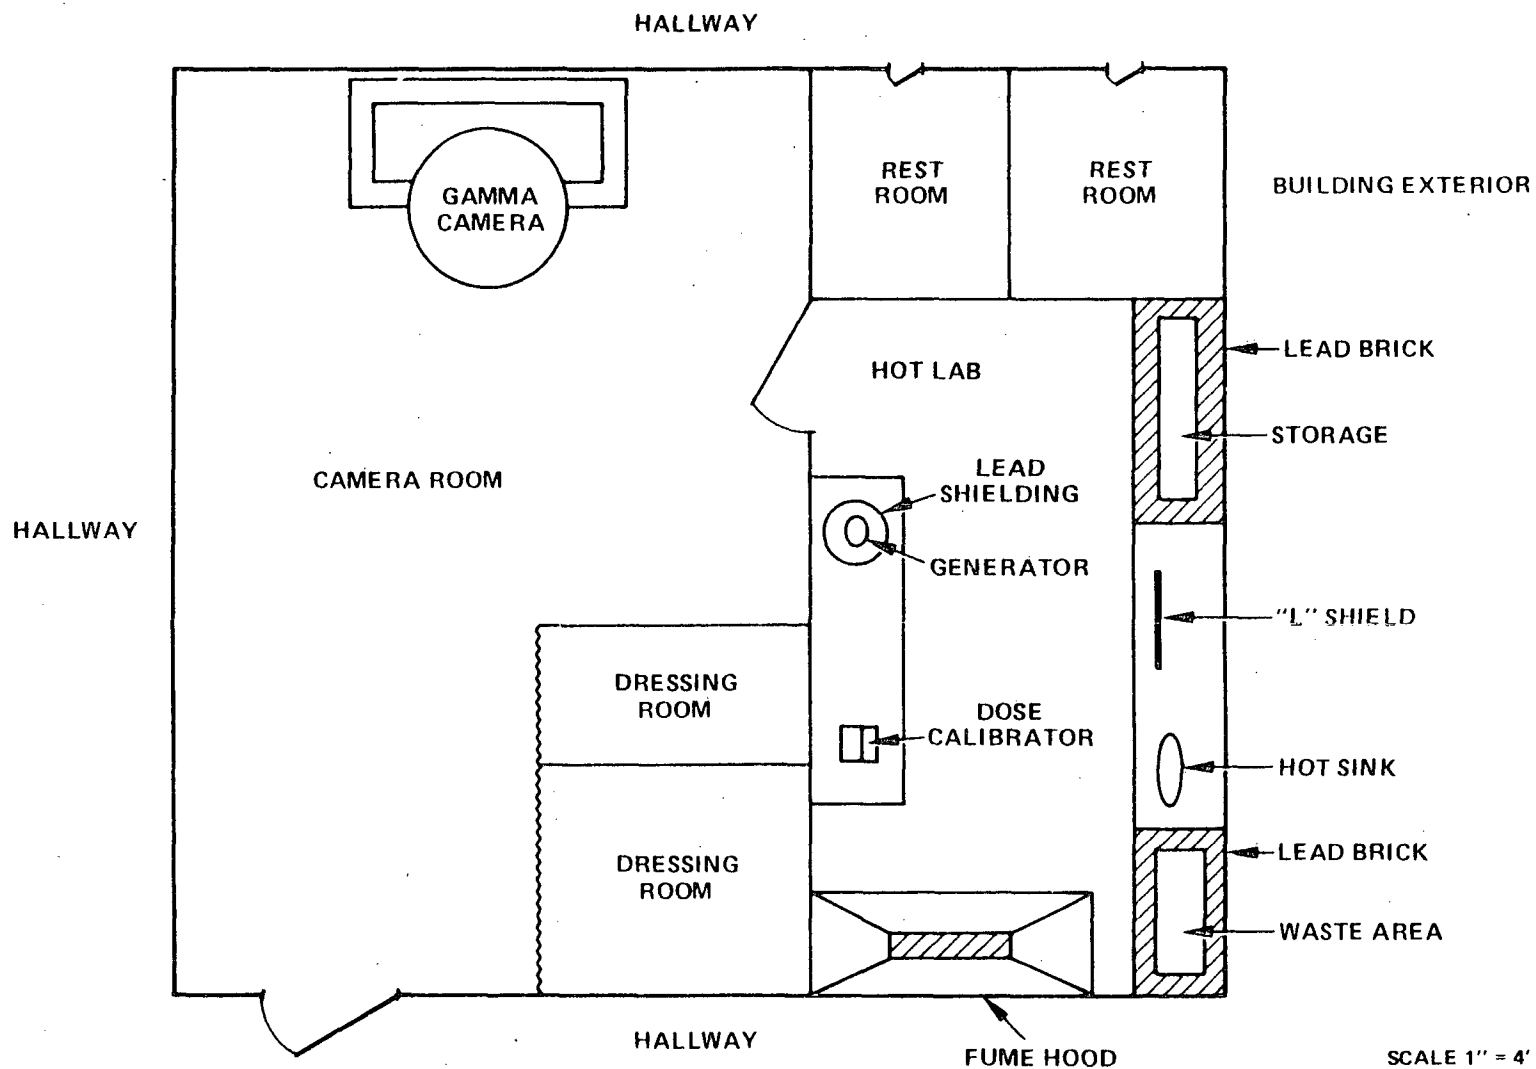 HALLWAY
REST
ROOM
REST
ROOM
BUILDING EXTERIOR
GAMMA
CAMERA
LEAD BRICK
HOT LAB
STORAGE
CAMERA ROOM
LEAD
SHIELDING
HALLWAY
GENERATOR
"L" SHIELD
DRESSING
ROOM
DOSE
CALIBRATOR
HOT SINK
DRESSING
ROOM
LEAD BRICK
WASTE AREA
HALLWAY
FUME HOOD
SCALE 1" = 4'